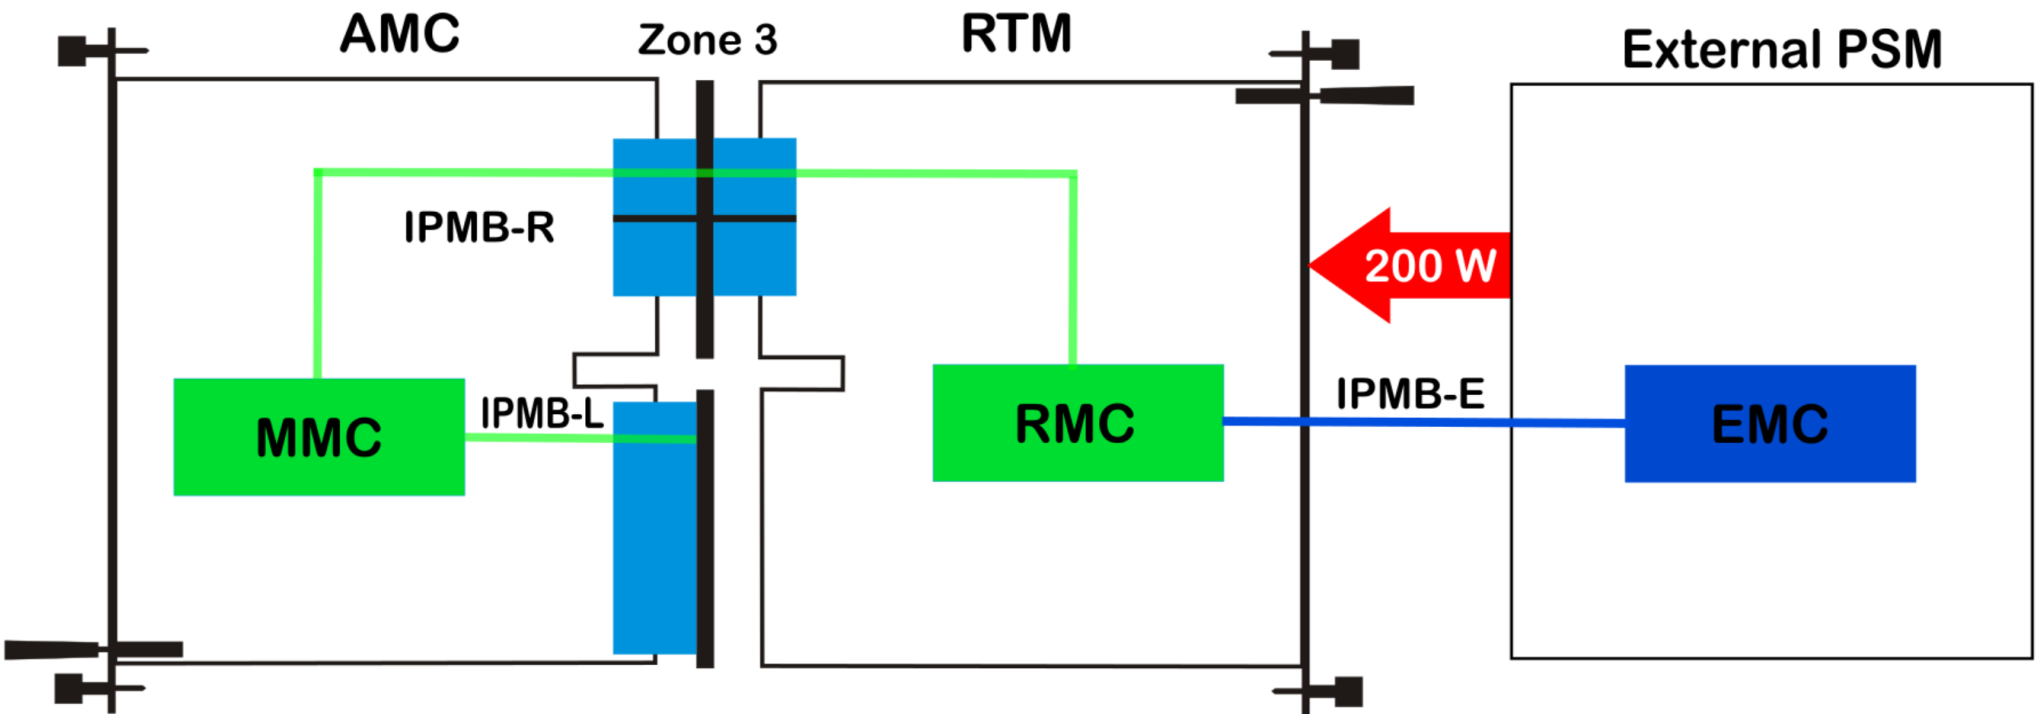 AMC
Zone 3
RTM
External PSM
IPMB-R
200 W
IPMB-L
IPMB-E
MMC
RMC
EMC